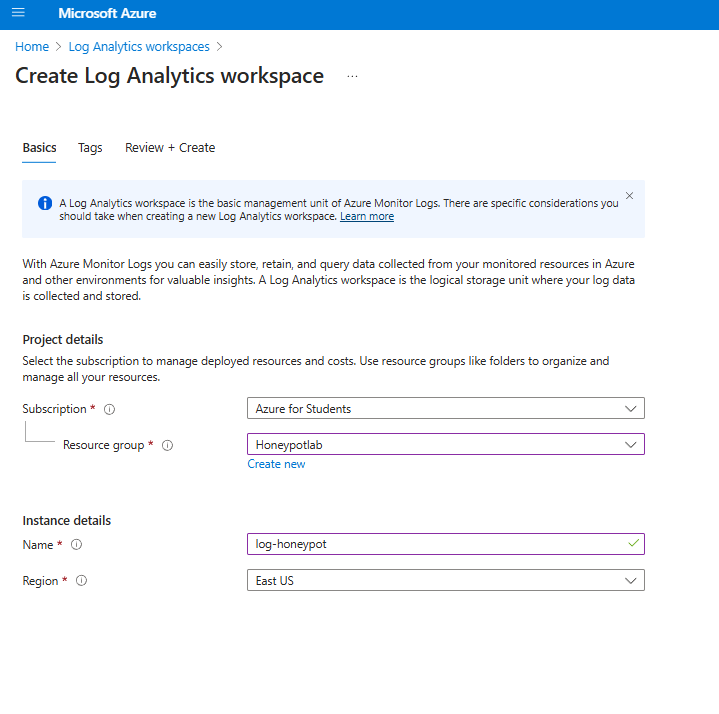 Microsoft Azure
Home > Log Analytics workspaces >
Create Log Analytics workspace ...
Basics Tags Review + Create
A Log Analytics workspace is the basic management unit of Azure Monitor Logs. There are specific considerations you
should take when creating a new Log Analytics workspace. Learn more
With Azure Monitor Logs you can easily store, retain, and query data collected from your monitored resources in Azure
and other environments for valuable insights. A Log Analytics workspace is the logical storage unit where your log data
is collected and stored.
Project details
Select the subscription to manage deployed resources and costs. Use resource groups like folders to organize and
manage all your resources.
Subscription * Azure for Students
Resource group * Honeypotlab
Create new
Instance details
Name * log-honeypot
Region * East US